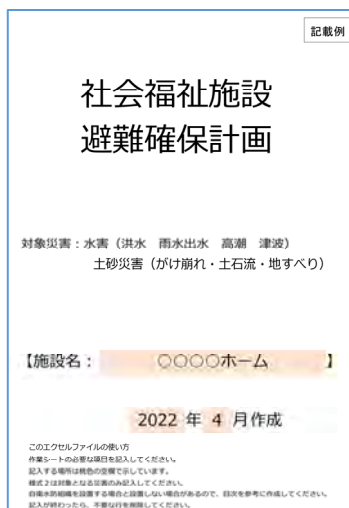 記載例
社会福祉施設
避難確保計画
対象災害：水害（洪水　雨水出水　高潮　津波）
土砂災害（がけ崩れ・土石流・地すべり）
【施設名：　○○○○ホーム　】
2022 年 4 月作成
このエクセルファイルの使い方
作業シートの必要な項目を記入してください。
記入する場所は桃色の空欄で示しています。
様式２は対象となる災害のみ記入してください。
自衛水防組織を設置する場合と設置しない場合があるので、目次を参考に作成してください。
記入が終わったら、不要な行を削除してください。